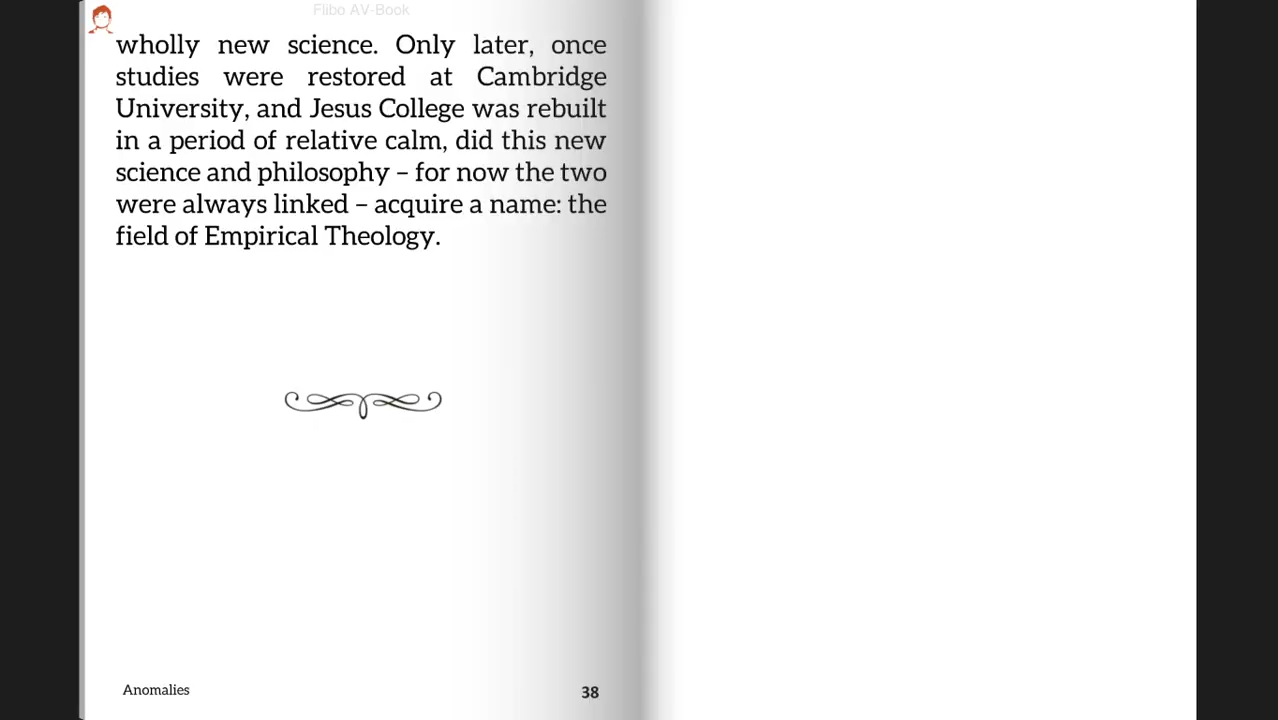 Flibo AV-Book
wholly new science. Only later, once
studies were restored at Cambridge
University, and Jesus College was rebuilt
in a period of relative calm, did this new
science and philosophy – for now the two
were always linked – acquire a name: the
field of Empirical Theology.
Anomalies
38